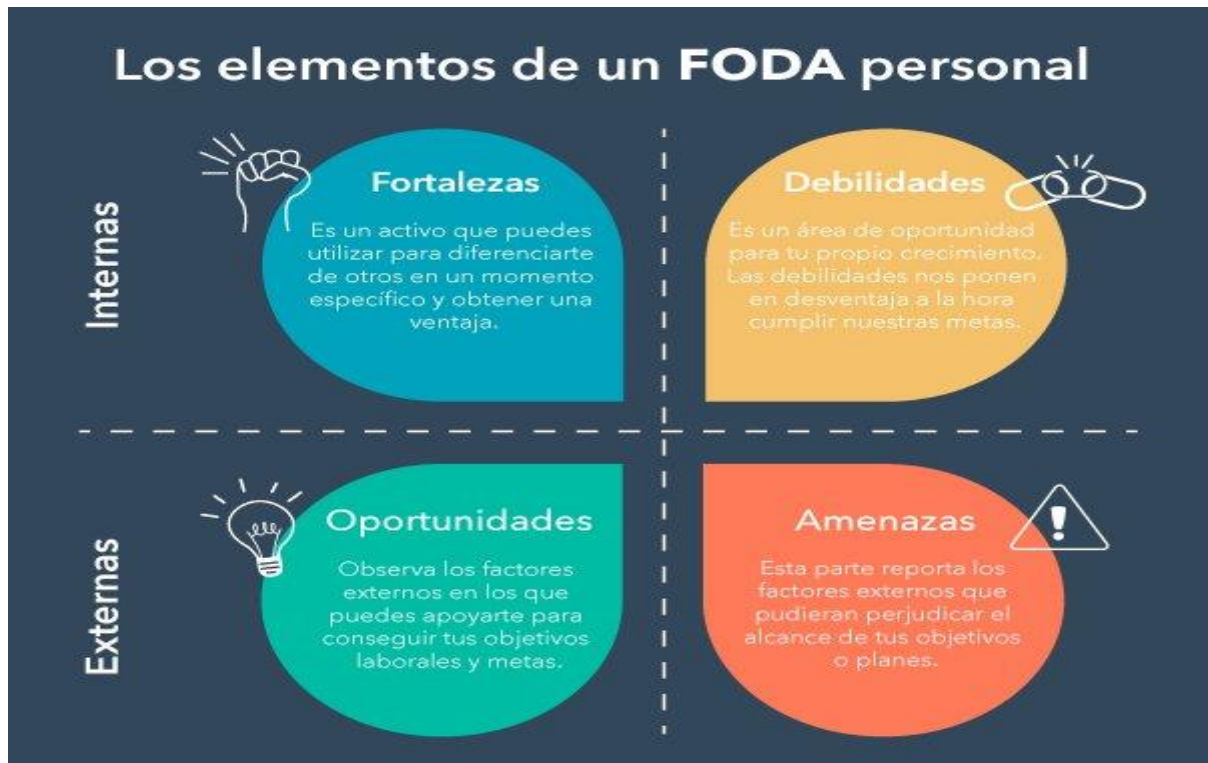 Los elementos de un FODA personal
Internas
Fortalezas
Es un activo que puedes
utilizar para diferenciarte
de otros en un momento
específico y obtener una
ventaja.
Debilidades
Es un área de oportunidad
para tu propio crecimiento.
Las debilidades nos ponen
en desventaja a la hora
cumplir nuestras metas.
Externas
Oportunidades
Observa los factores
externos en los que
puedes apoyarte para
conseguir tus objetivos
laborales y metas.
Amenazas
Esta parte reporta los
factores externos que
pudieran perjudicar el
alcance de tus objetivos
o planes.